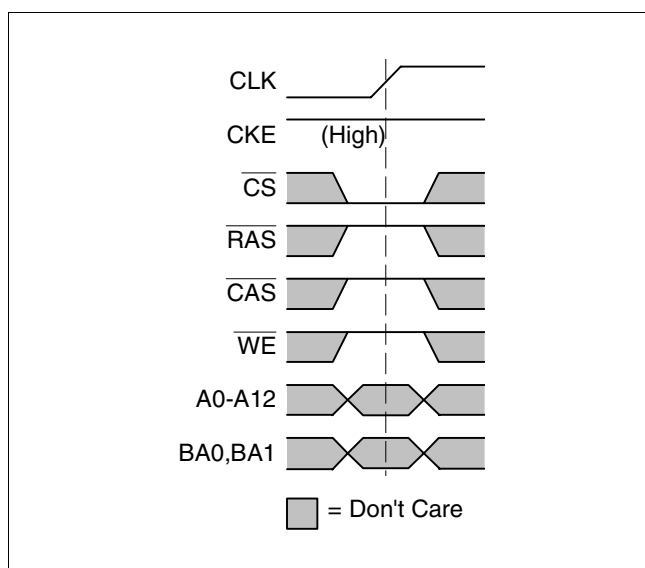 CLK
CKE (High)
CS
RAS
CAS
WE
A0-A12
BA0,BA1
= Don't Care